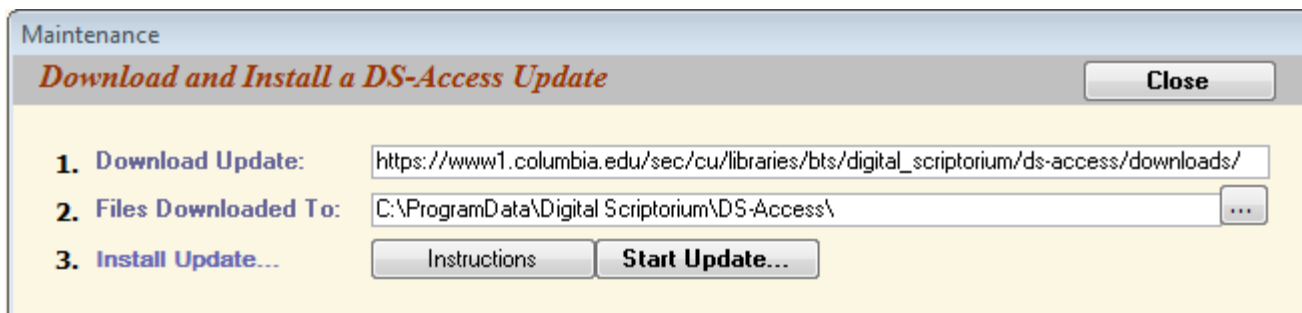 Maintenance
Download and Install a DS-Access Update Close
1. Download Update: https://www1.columbia.edu/sec/cu/libraries/bts/digital_scriptorium/ds-access/downloads/
2. Files Downloaded To: C:\ProgramData\Digital Scriptorium\DS-Access\ ...
3. Install Update... Instructions Start Update...